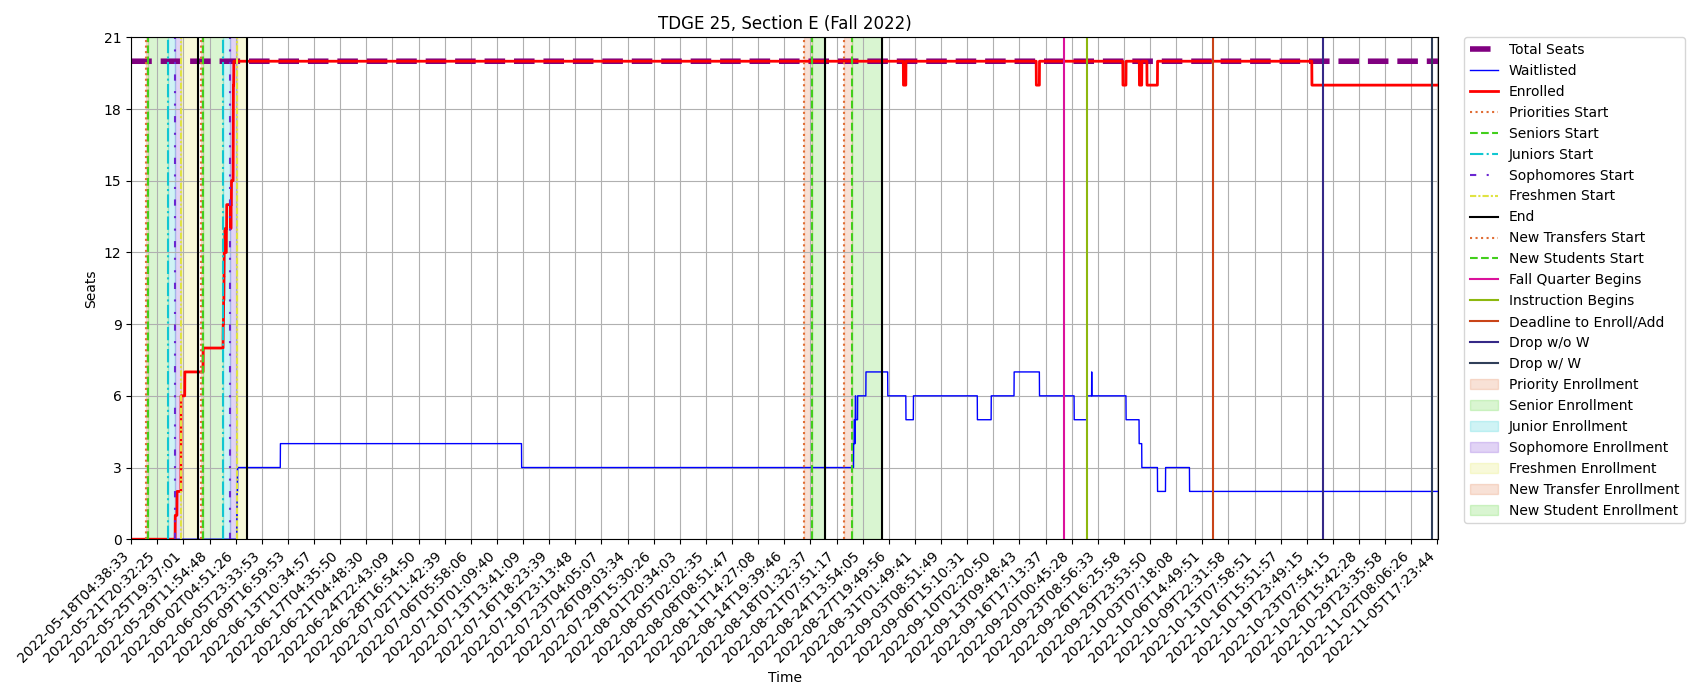 TDGE 25, Section E (Fall 2022)
Seats
21
18
15
12
9
6
3
0
2022-05-18T04:38:33
2022-05-21T20:32:25
2022-05-25T19:37:01
2022-05-29T11:54:48
2022-06-02T04:51:26
2022-06-05T23:33:53
2022-06-09T16:59:53
2022-06-13T10:34:57
2022-06-17T04:35:50
2022-06-21T04:48:30
2022-06-24T22:43:09
2022-06-28T16:54:50
2022-07-02T11:42:39
2022-07-06T05:58:06
2022-07-10T01:09:40
2022-07-13T13:41:09
2022-07-16T18:23:39
2022-07-19T23:13:48
2022-07-23T04:05:07
2022-07-26T09:03:34
2022-07-29T15:30:26
2022-08-01T20:34:03
2022-08-05T02:02:35
2022-08-08T08:51:47
2022-08-11T14:27:08
2022-08-14T19:39:46
2022-08-18T01:32:37
2022-08-21T07:51:17
2022-08-24T13:54:05
2022-08-27T19:49:56
2022-08-31T01:49:41
2022-09-03T08:51:49
2022-09-06T15:10:31
2022-09-10T02:20:50
2022-09-13T09:48:43
2022-09-16T17:13:37
2022-09-20T00:45:28
2022-09-23T08:56:33
2022-09-26T16:25:58
2022-09-29T23:53:50
2022-10-03T07:18:08
2022-10-06T14:49:51
2022-10-09T22:31:58
2022-10-13T07:58:51
2022-10-16T15:51:57
2022-10-19T23:49:15
2022-10-23T07:54:15
2022-10-26T15:42:28
2022-10-29T23:35:58
2022-11-02T08:06:26
2022-11-05T17:23:44
Time
Total Seats
Waitlisted
Enrolled
Priorities Start
Seniors Start
Juniors Start
Sophomores Start
Freshmen Start
End
New Transfers Start
New Students Start
Fall Quarter Begins
Instruction Begins
Deadline to Enroll/Add
Drop w/o W
Drop w/ W
Priority Enrollment
Senior Enrollment
Junior Enrollment
Sophomore Enrollment
Freshmen Enrollment
New Transfer Enrollment
New Student Enrollment